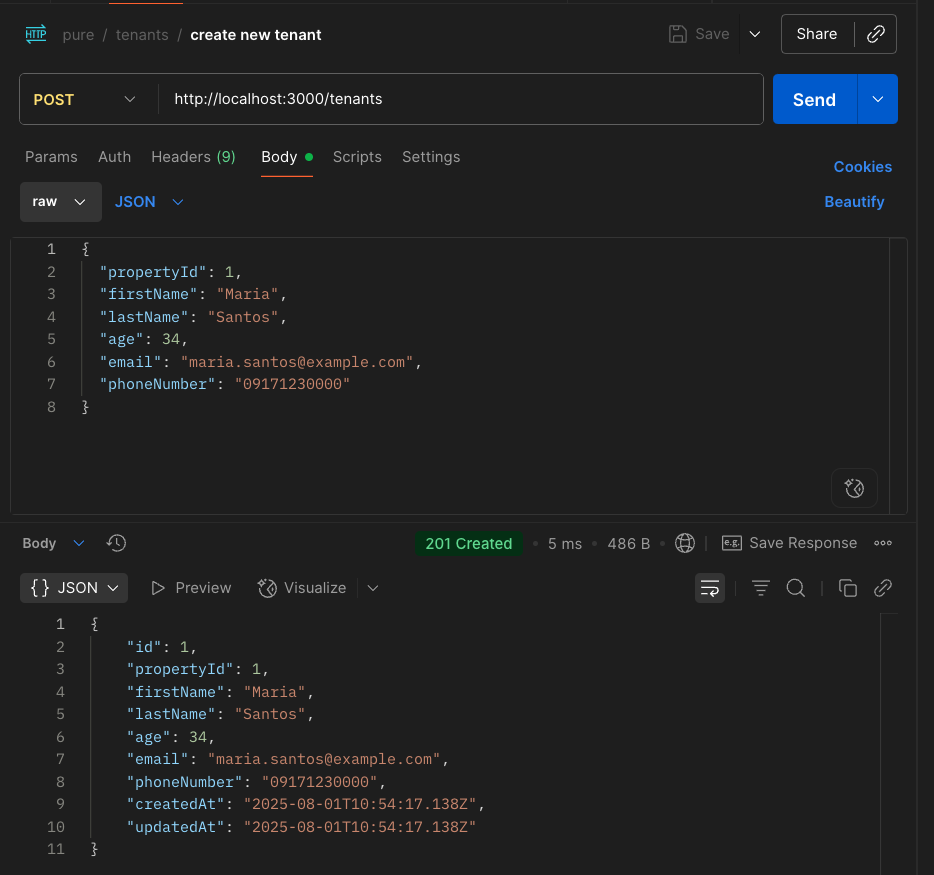 HTTP pure / tenants / create new tenant Save Share
POST http://localhost:3000/tenants Send
Params Auth Headers (9) Body Scripts Settings Cookies
raw JSON Beautify
1 {
2 "propertyId": 1,
3 "firstName": "Maria",
4 "lastName": "Santos",
5 "age": 34,
6 "email": "maria.santos@example.com",
7 "phoneNumber": "09171230000"
8 }
Body 201 Created • 5 ms • 486 B • e.g. Save Response
{} JSON Preview Visualize
1 {
2 "id": 1,
3 "propertyId": 1,
4 "firstName": "Maria",
5 "lastName": "Santos",
6 "age": 34,
7 "email": "maria.santos@example.com",
8 "phoneNumber": "09171230000",
9 "createdAt": "2025-08-01T10:54:17.138Z",
10 "updatedAt": "2025-08-01T10:54:17.138Z"
11 }